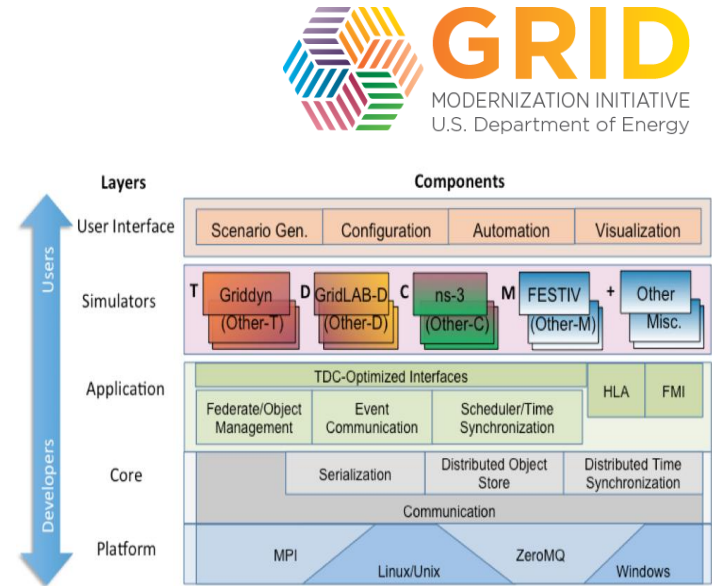 GRID
MODERNIZATION INITIATIVE
U.S. Department of Energy
Layers
Components
Users
Developers
User Interface
Scenario Gen.
Configuration
Automation
Visualization
Simulators
T
Griddyn
(Other-T)
D
GridLAB-D
(Other-D)
C
ns-3
(Other-C)
M
FESTIV
(Other-M)
+
Other
Misc.
Application
TDC-Optimized Interfaces
HLA
FMI
Federate/Object
Management
Event
Communication
Scheduler/Time
Synchronization
Core
Serialization
Distributed Object
Store
Distributed Time
Synchronization
Communication
Platform
MPI
Linux/Unix
ZeroMQ
Windows